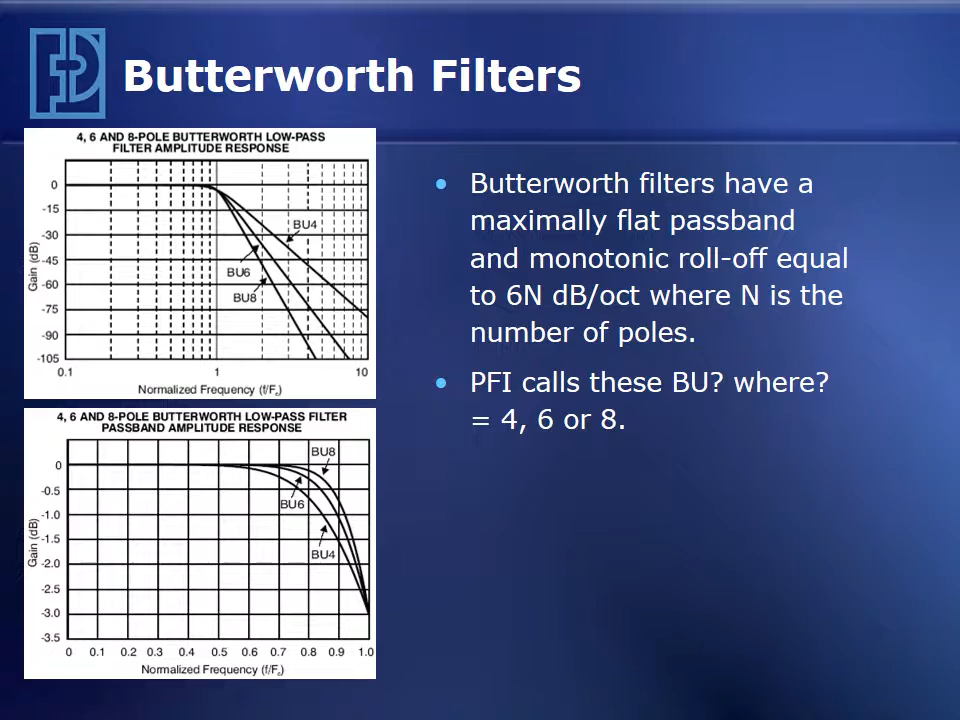 Butterworth Filters
4, 6 AND 8-POLE BUTTERWORTH LOW-PASS
FILTER AMPLITUDE RESPONSE
0
-15
-30
-45
-60
-75
-90
-105
Gain (dB)
BU4
BU6
BU8
0.1 1 10
Normalized Frequency (f/Fc)
4, 6 AND 8-POLE BUTTERWORTH LOW-PASS FILTER
PASSBAND AMPLITUDE RESPONSE
0
-0.5
-1.0
-1.5
-2.0
-2.5
-3.0
-3.5
Gain (dB)
BU8
BU6
BU4
0 0.1 0.2 0.3 0.4 0.5 0.6 0.7 0.8 0.9 1.0
Normalized Frequency (f/Fc)
• Butterworth filters have a
maximally flat passband
and monotonic roll-off equal
to 6N dB/oct where N is the
number of poles.
• PFI calls these BU? where?
= 4, 6 or 8.